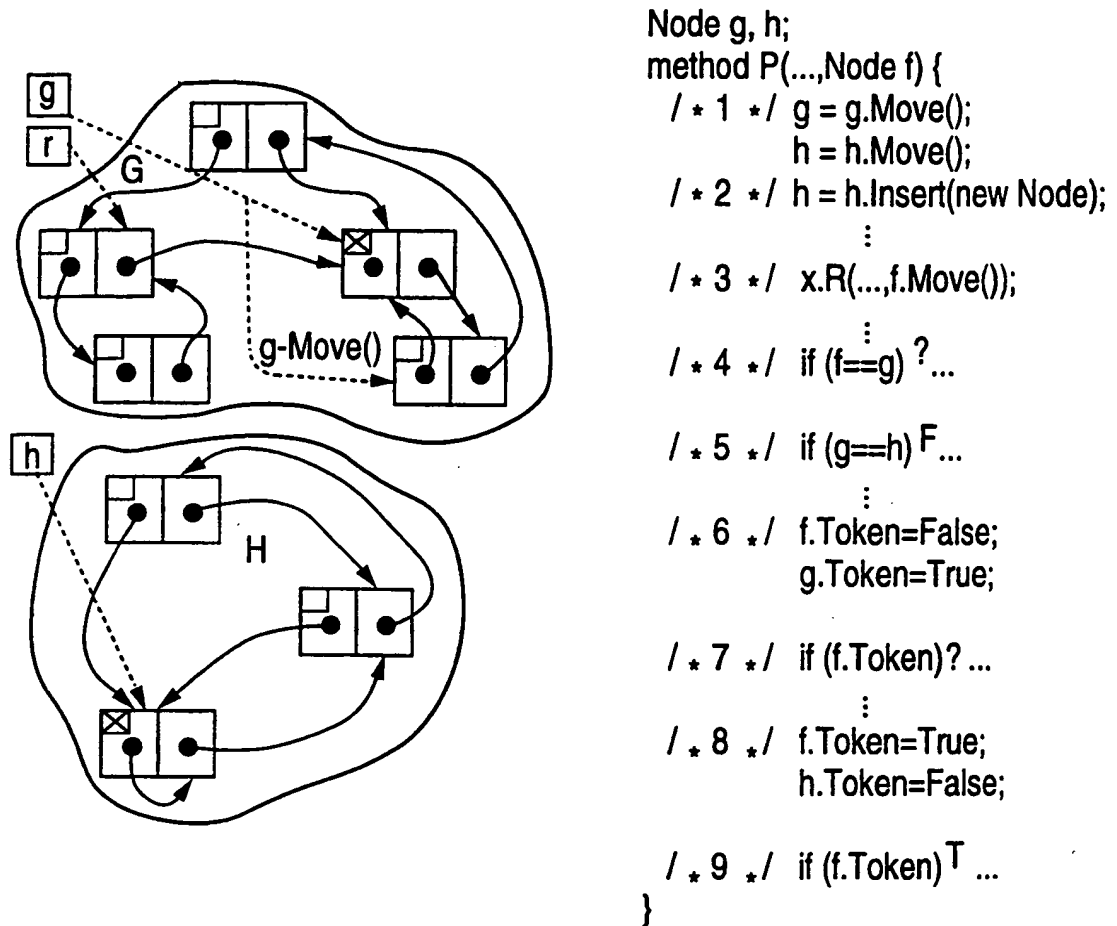 g
r
G
g-Move()
h
H
Node g, h;
method P(...,Node f) {
/ * 1 * / g = g.Move();
h = h.Move();
/ * 2 * / h = h.Insert(new Node);
⋮
/ * 3 * / x.R(...,f.Move());
⋮
/ * 4 * / if (f==g) ? ...
/ * 5 * / if (g==h) F ...
⋮
/ * 6 * / f.Token=False;
g.Token=True;
/ * 7 * / if (f.Token)? ...
⋮
/ * 8 * / f.Token=True;
h.Token=False;
/ * 9 * / if (f.Token) T ...
}